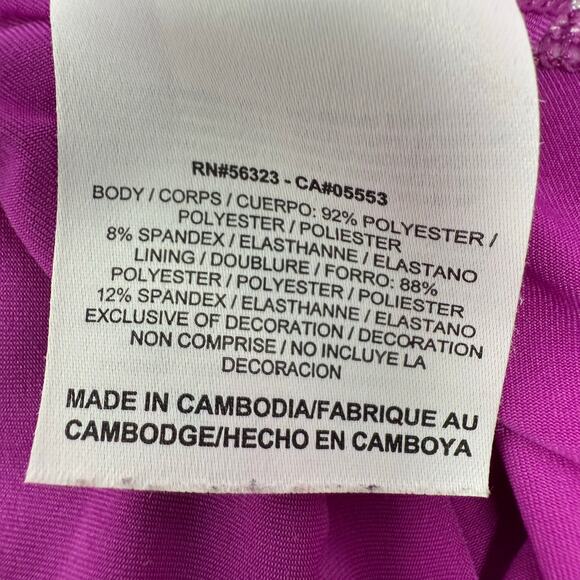 RN#56323 - CA#05553
BODY / CORPS / CUERPO: 92% POLYESTER /
POLYESTER / POLIESTER
8% SPANDEX / ELASTHANNE / ELASTANO
LINING / DOUBLURE / FORRO: 88%
POLYESTER / POLYESTER / POLIESTER
12% SPANDEX / ELASTHANNE / ELASTANO
EXCLUSIVE OF DECORATION / DECORATION
NON COMPRISE / NO INCLUYE LA
DECORACION
MADE IN CAMBODIA/FABRIQUE AU
CAMBODGE/HECHO EN CAMBOYA